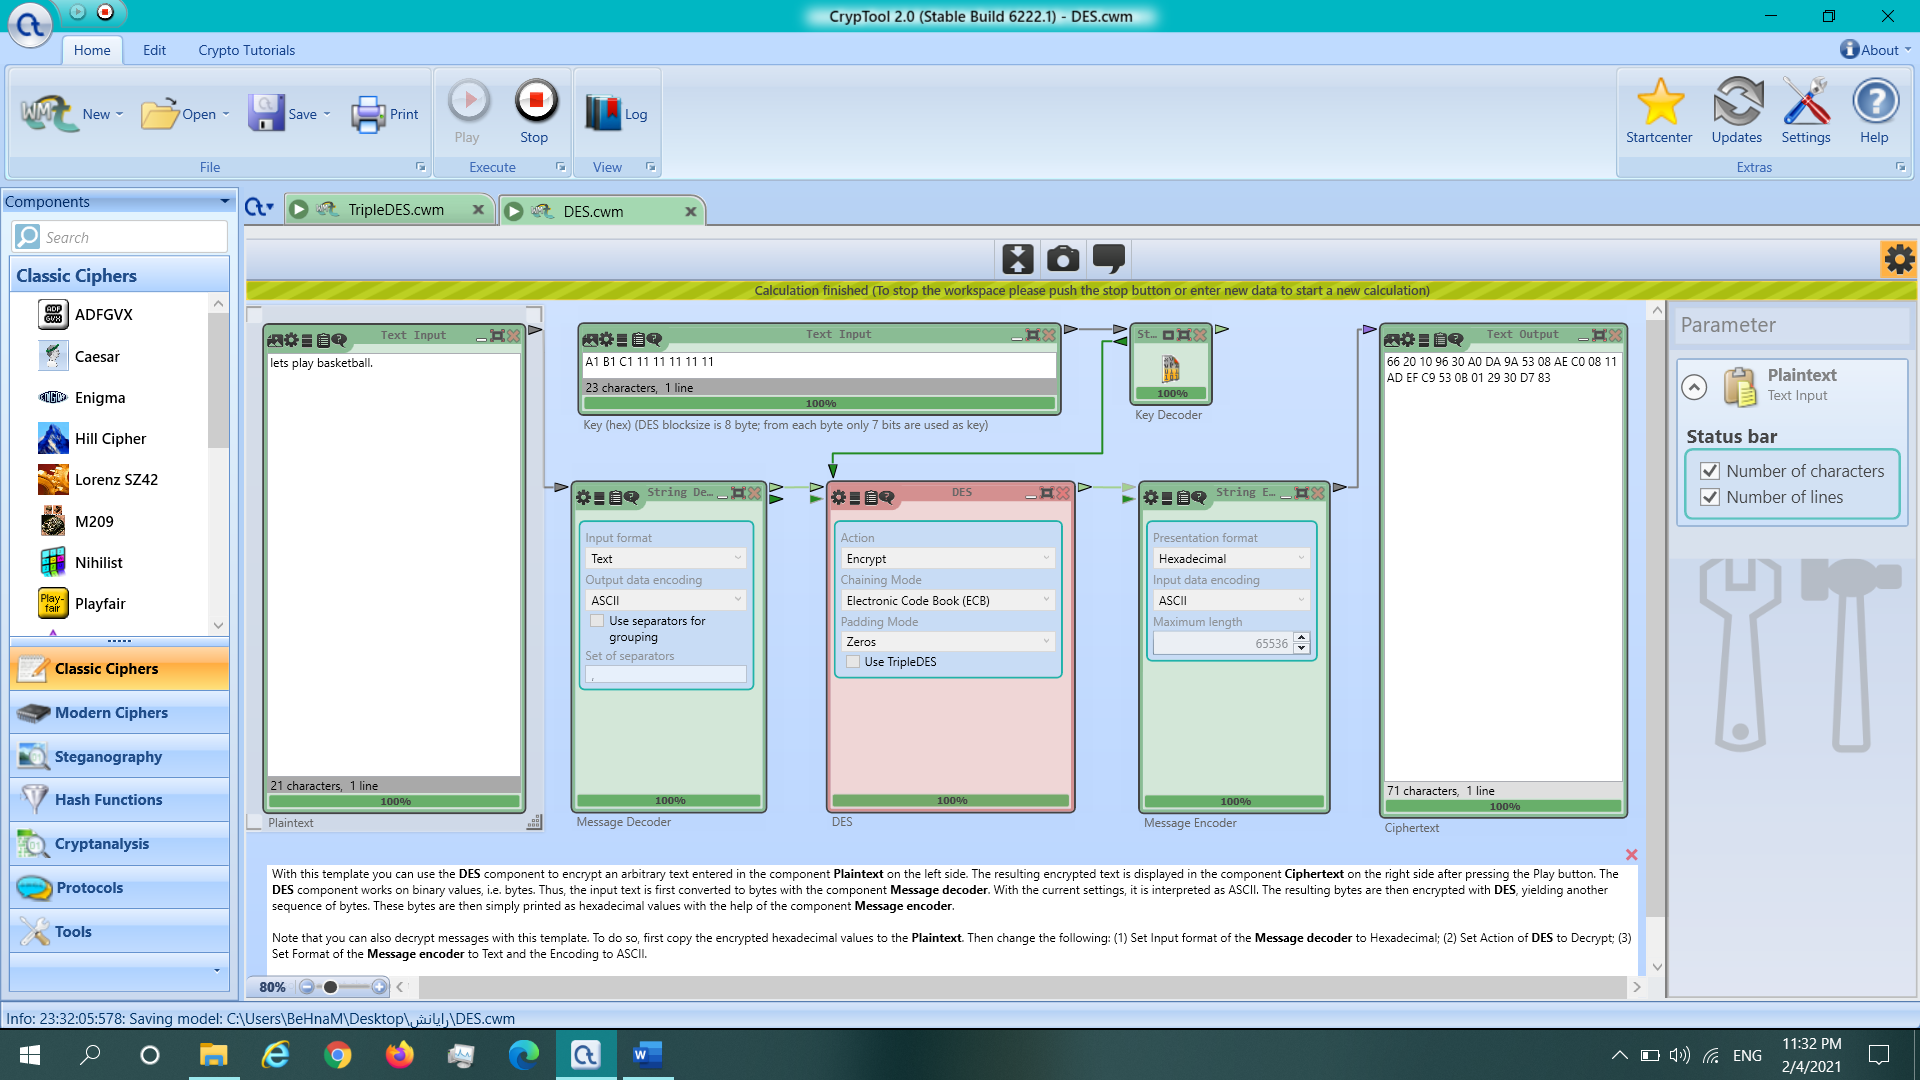 CrypTool 2.0 (Stable Build 6222.1) - DES.cwm
Home Edit Crypto Tutorials About
New Open Save Print Play Stop Log Startcenter Updates Settings Help
File Execute View Extras
Components
Search
Classic Ciphers
ADFGVX
Caesar
Enigma
Hill Cipher
Lorenz SZ42
M209
Nihilist
Play-fair Playfair
Classic Ciphers
Modern Ciphers
Steganography
Hash Functions
Cryptanalysis
Protocols
Tools
TripleDES.cwm DES.cwm
Calculation finished (To stop the workspace please push the stop button or enter new data to start a new calculation)
Text Input
lets play basketball.
21 characters, 1 line
100%
Plaintext
Text Input
A1 B1 C1 11 11 11 11 11
23 characters, 1 line
100%
Key (hex) (DES blocksize is 8 byte; from each byte only 7 bits are used as key)
St...
100%
Key Decoder
String De...
Input format
Text
Output data encoding
ASCII
Use separators for
grouping
Set of separators
,
100%
Message Decoder
DES
Action
Encrypt
Chaining Mode
Electronic Code Book (ECB)
Padding Mode
Zeros
Use TripleDES
100%
DES
String E...
Presentation format
Hexadecimal
Input data encoding
ASCII
Maximum length
65536
100%
Message Encoder
Text Output
66 20 10 96 30 A0 DA 9A 53 08 AE C0 08 11
AD EF C9 53 0B 01 29 30 D7 83
71 characters, 1 line
100%
Ciphertext
Parameter
Plaintext
Text Input
Status bar
Number of characters
Number of lines
With this template you can use the DES component to encrypt an arbitrary text entered in the component Plaintext on the left side. The resulting encrypted text is displayed in the component Ciphertext on the right side after pressing the Play button. The
DES component works on binary values, i.e. bytes. Thus, the input text is first converted to bytes with the component Message decoder. With the current settings, it is interpreted as ASCII. The resulting bytes are then encrypted with DES, yielding another
sequence of bytes. These bytes are then simply printed as hexadecimal values with the help of the component Message encoder.
Note that you can also decrypt messages with this template. To do so, first copy the encrypted hexadecimal values to the Plaintext. Then change the following: (1) Set Input format of the Message decoder to Hexadecimal; (2) Set Action of DES to Decrypt; (3)
Set Format of the Message encoder to Text and the Encoding to ASCII.
80%
Info: 23:32:05:578: Saving model: C:\Users\BeHnaM\Desktop\رایانش\DES.cwm
ENG
11:32 PM
2/4/2021